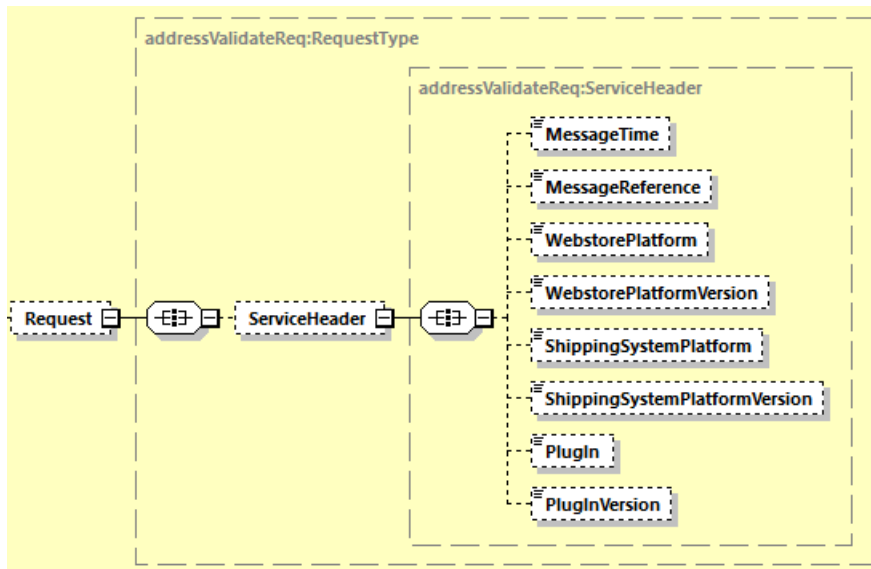 addressValidateReq:RequestType
addressValidateReq:ServiceHeader
MessageTime
MessageReference
WebstorePlatform
WebstorePlatformVersion
Request
ServiceHeader
ShippingSystemPlatform
ShippingSystemPlatformVersion
PlugIn
PlugInVersion